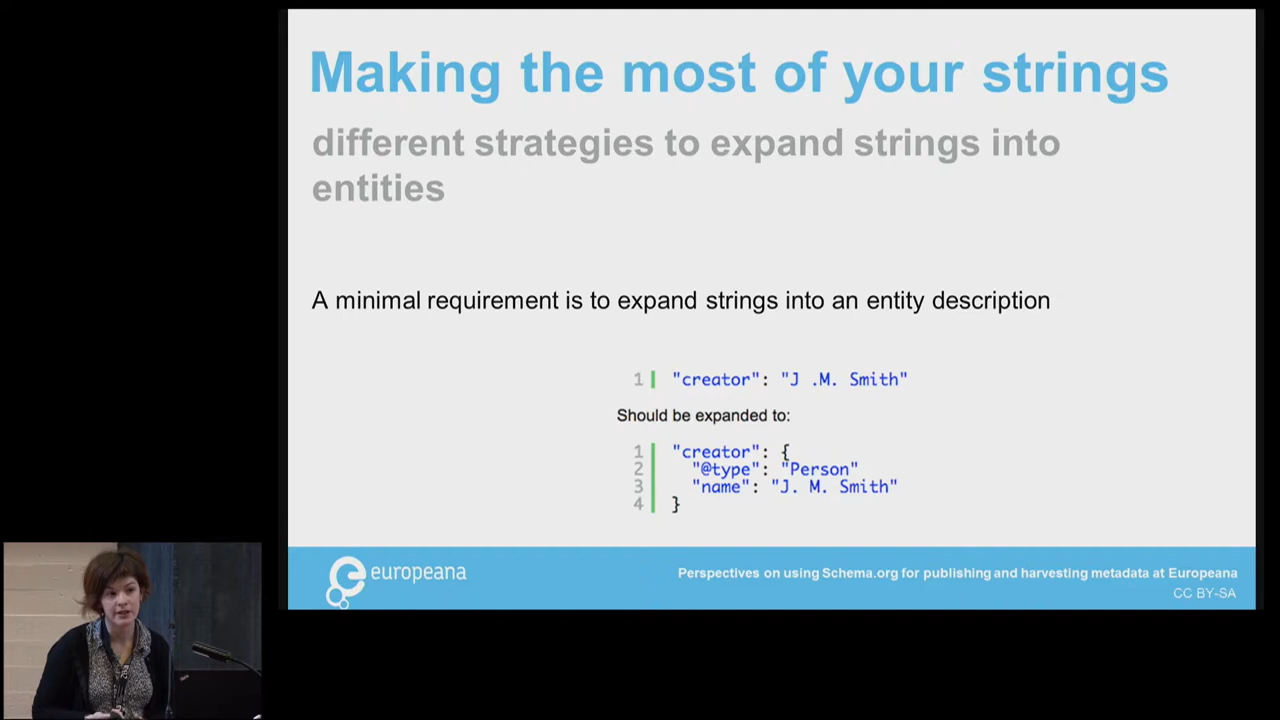 Making the most of your strings
different strategies to expand strings into
entities
A minimal requirement is to expand strings into an entity description
1 "creator": "J .M. Smith"
Should be expanded to:
1 "creator": {
2 "@type": "Person"
3 "name": "J. M. Smith"
4 }
europeana
Perspectives on using Schema.org for publishing and harvesting metadata at Europeana
CC BY-SA